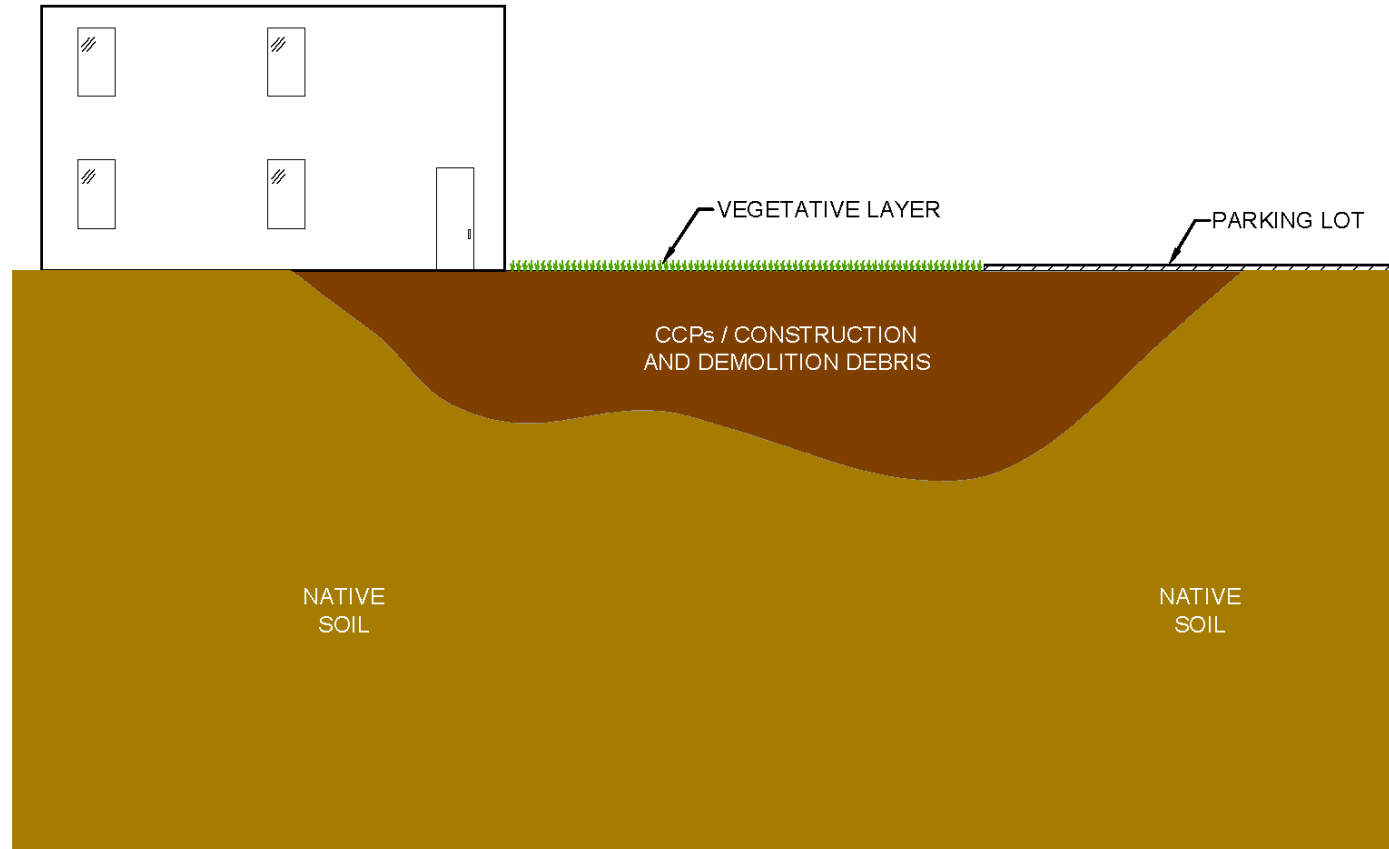 VEGETATIVE LAYER
PARKING LOT
CCPs / CONSTRUCTION
AND DEMOLITION DEBRIS
NATIVE
SOIL
NATIVE
SOIL